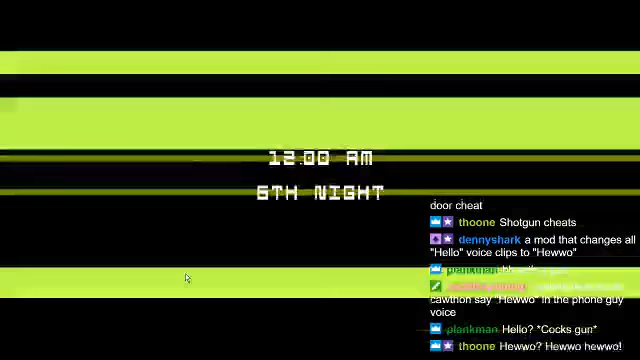 12:00 AM
6TH NIGHT
door cheat
thoone Shotgun cheats
dennyshark a mod that changes all
"Hello" voice clips to "Hewwo"
plankman
cawthon say "Hewwo" in the phone guy
voice
plankman Hello? *Cocks gun*
thoone Hewwo? Hewwo hewwo!